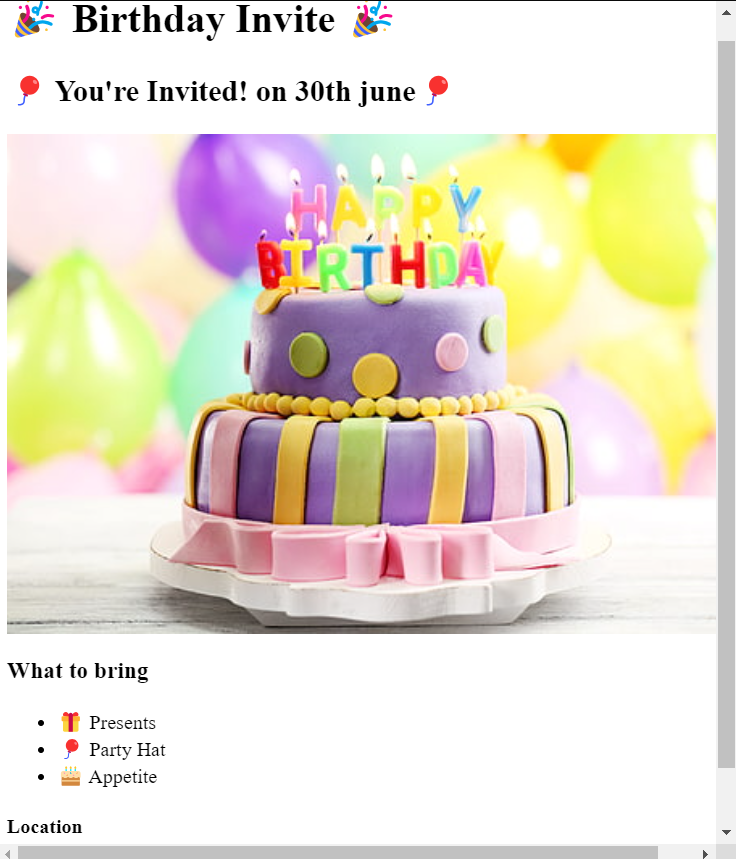 🎉 Birthday Invite 🎉
🎈 You're Invited! on 30th june 🎈
HAPPY
BIRTHDAY
What to bring
• 🎁 Presents
• 🎈 Party Hat
• 🎂 Appetite
Location